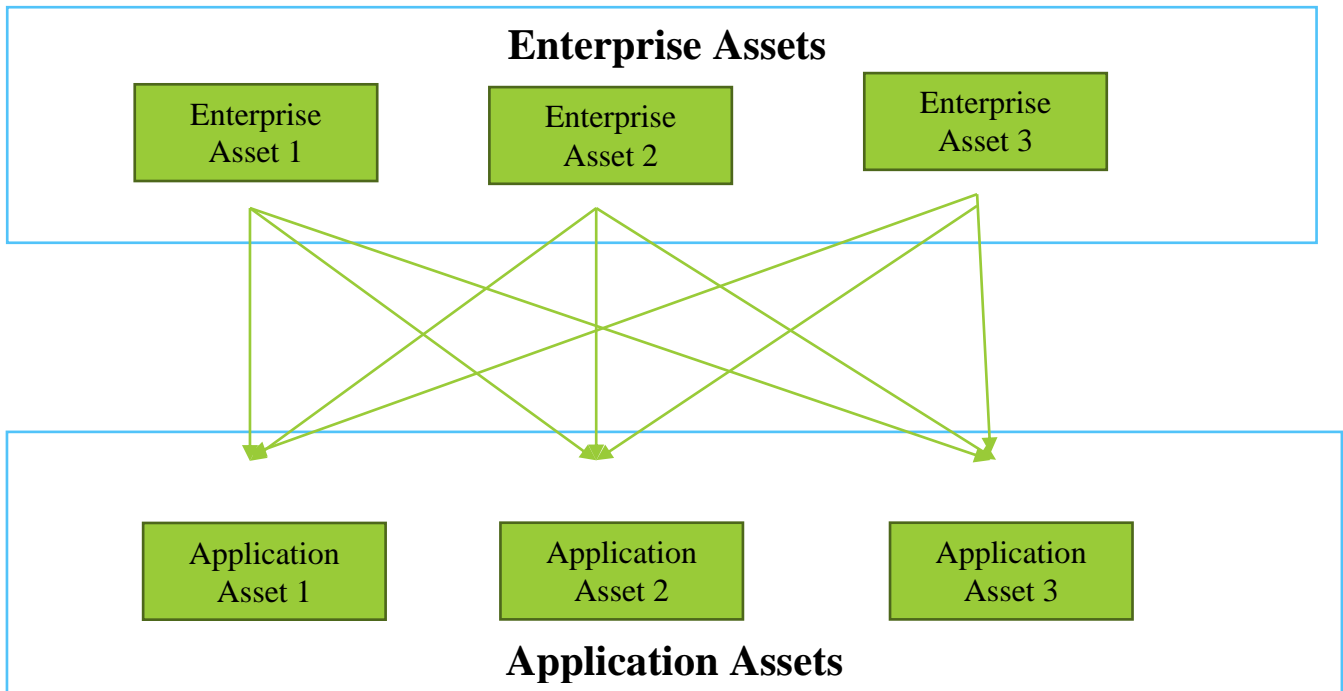 Enterprise Assets
Enterprise
Asset 1
Enterprise
Asset 2
Enterprise
Asset 3
Application
Asset 1
Application
Asset 2
Application
Asset 3
Application Assets